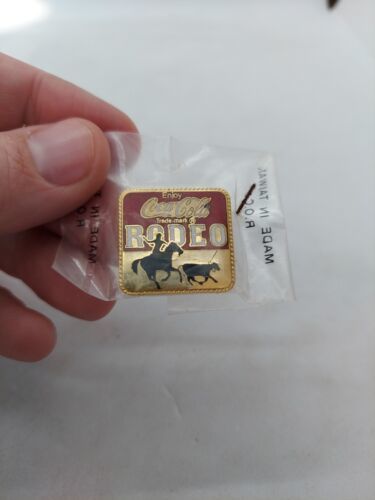 Enjoy
Coca-Cola
Trade-mark ®
RODEO
MADE IN TAIWAN
R.O.C.
MADE IN
R.O.